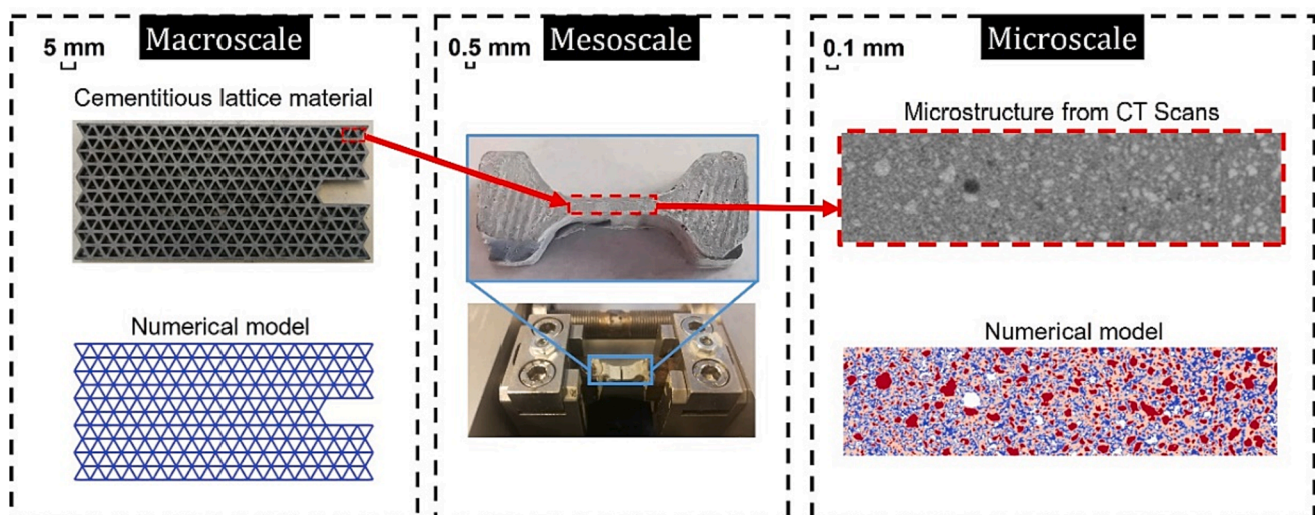 Macroscale
5 mm
Cementitious lattice material
Numerical model
Mesoscale
0.5 mm
Microscale
0.1 mm
Microstructure from CT Scans
Numerical model